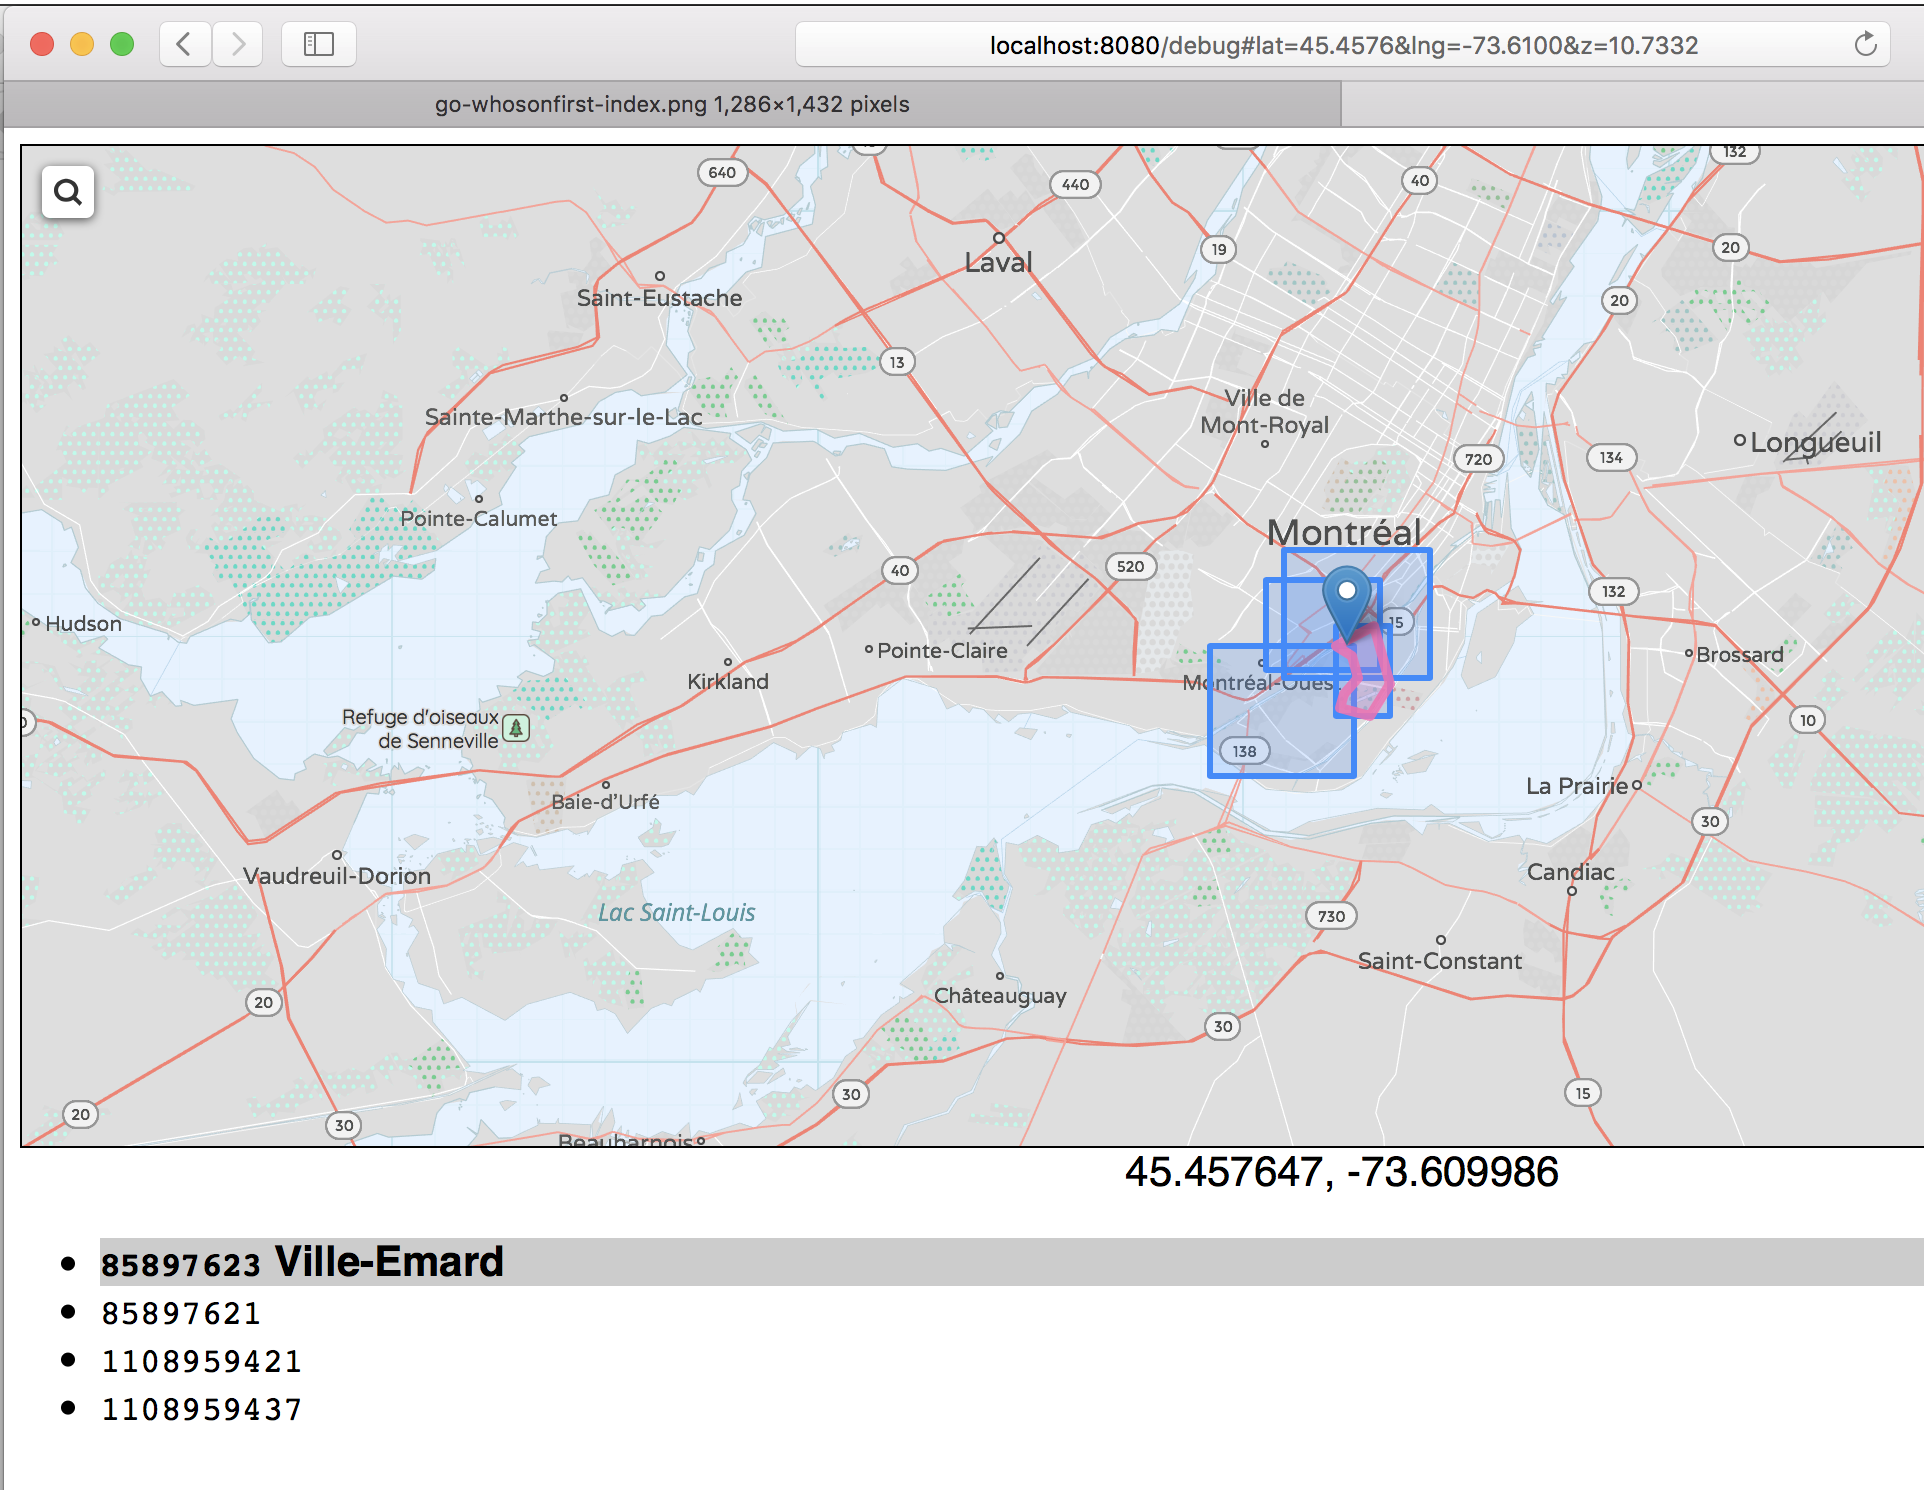 localhost:8080/debug#lat=45.4576&lng=-73.6100&z=10.7332
go-whosonfirst-index.png 1,286×1,432 pixels
640
440
40
132
19
20
Laval
Saint-Eustache
20
13
Sainte-Marthe-sur-le-Lac
Ville de
Mont-Royal
720
134
Longueuil
Pointe-Calumet
Montréal
40
520
132
Hudson
15
Pointe-Claire
Brossard
Kirkland
Montréal-Oues
Refuge d'oiseaux
de Senneville
10
138
Baie-d'Urfé
La Prairie
30
Vaudreuil-Dorion
Candiac
Lac Saint-Louis
730
Saint-Constant
Châteauguay
20
30
30
15
20
30
Beauharnois
45.457647, -73.609986
85897623 Ville-Emard
85897621
1108959421
1108959437